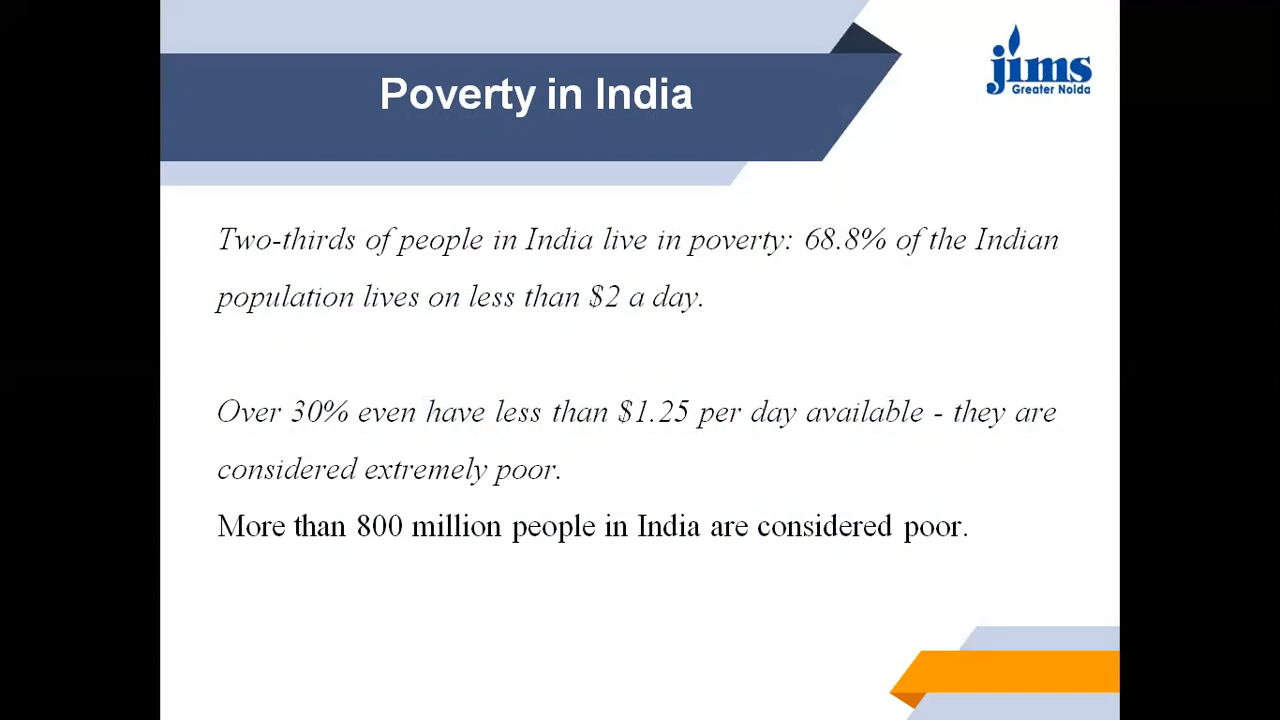 Poverty in India
jims
Greater Noida
Two-thirds of people in India live in poverty: 68.8% of the Indian
population lives on less than $2 a day.
Over 30% even have less than $1.25 per day available - they are
considered extremely poor.
More than 800 million people in India are considered poor.